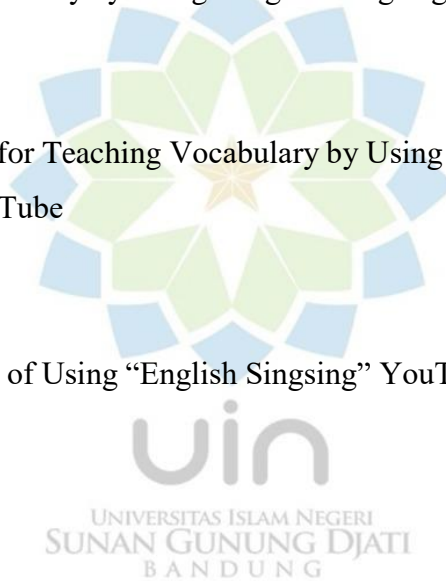 for Teaching Vocabulary by Using
Tube
of Using “English Singsing” YouT
uin
UNIVERSITAS ISLAM NEGERI
SUNAN GUNUNG DJATI
BANDUNG